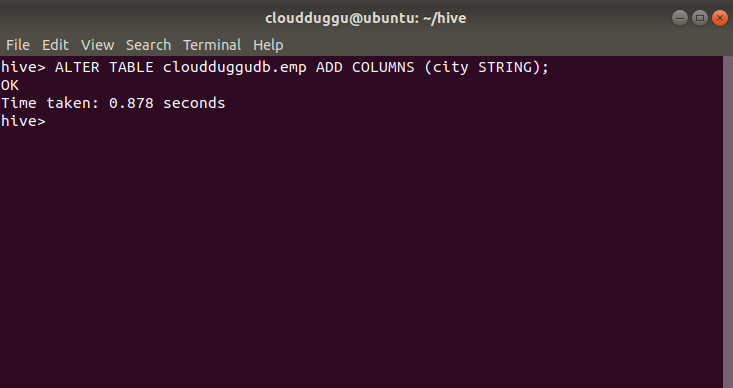 cloudduggu@ubuntu: ~/hive
File Edit View Search Terminal Help
hive> ALTER TABLE cloudduggudb.emp ADD COLUMNS (city STRING);
OK
Time taken: 0.878 seconds
hive>